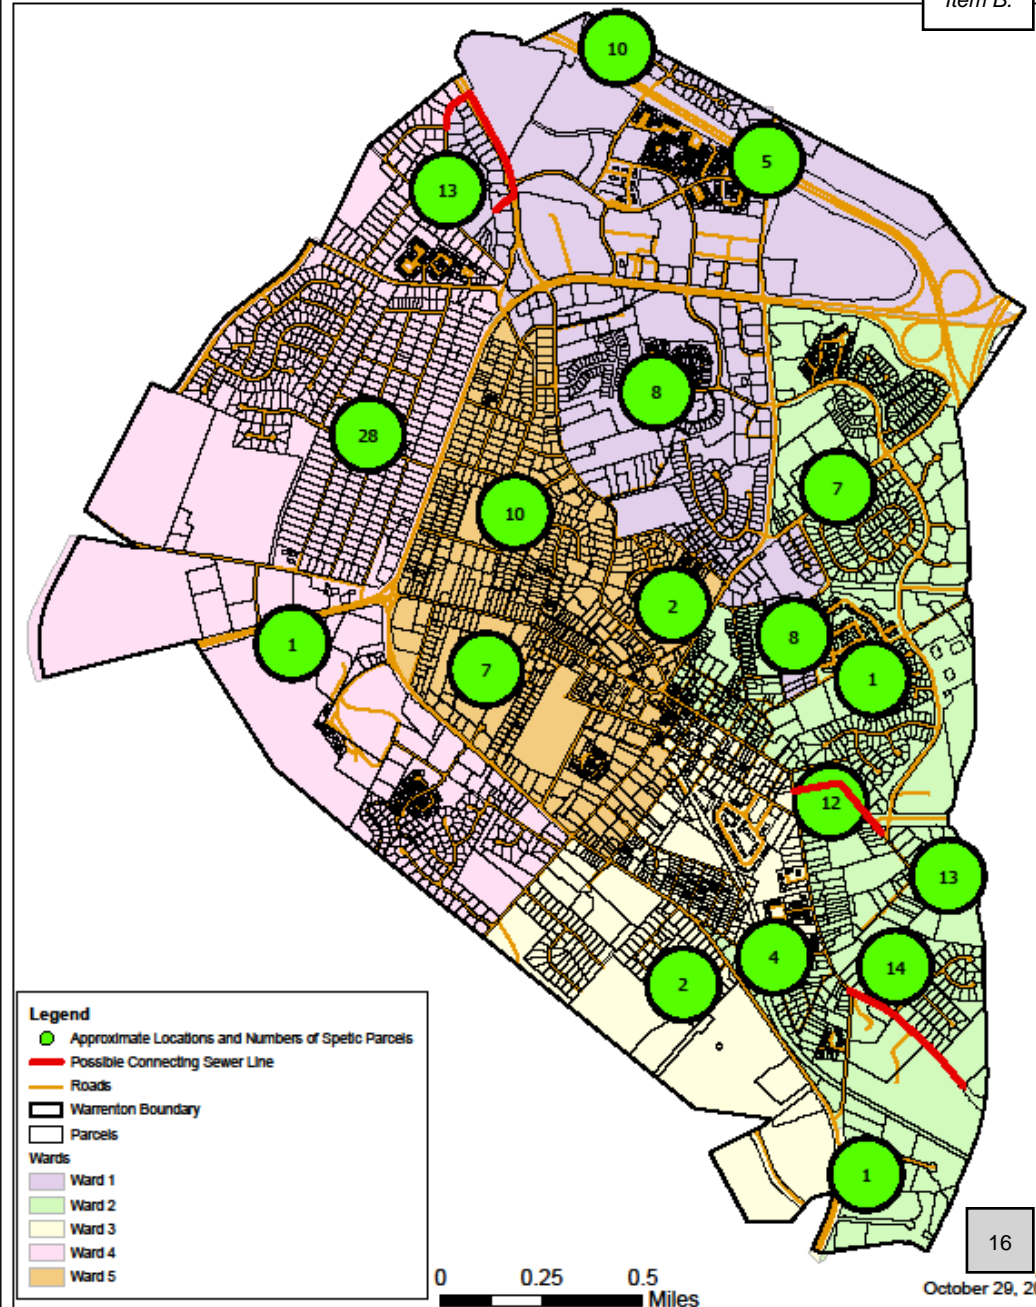 Item B.
10
5
13
8
28
7
10
2
8
1
7
1
12
13
4
14
2
1
Legend
Approximate Locations and Numbers of Spetic Parcels
Possible Connecting Sewer Line
Roads
Warrenton Boundary
Parcels
Wards
Ward 1
Ward 2
Ward 3
Ward 4
Ward 5
0 0.25 0.5
Miles
16
October 29,